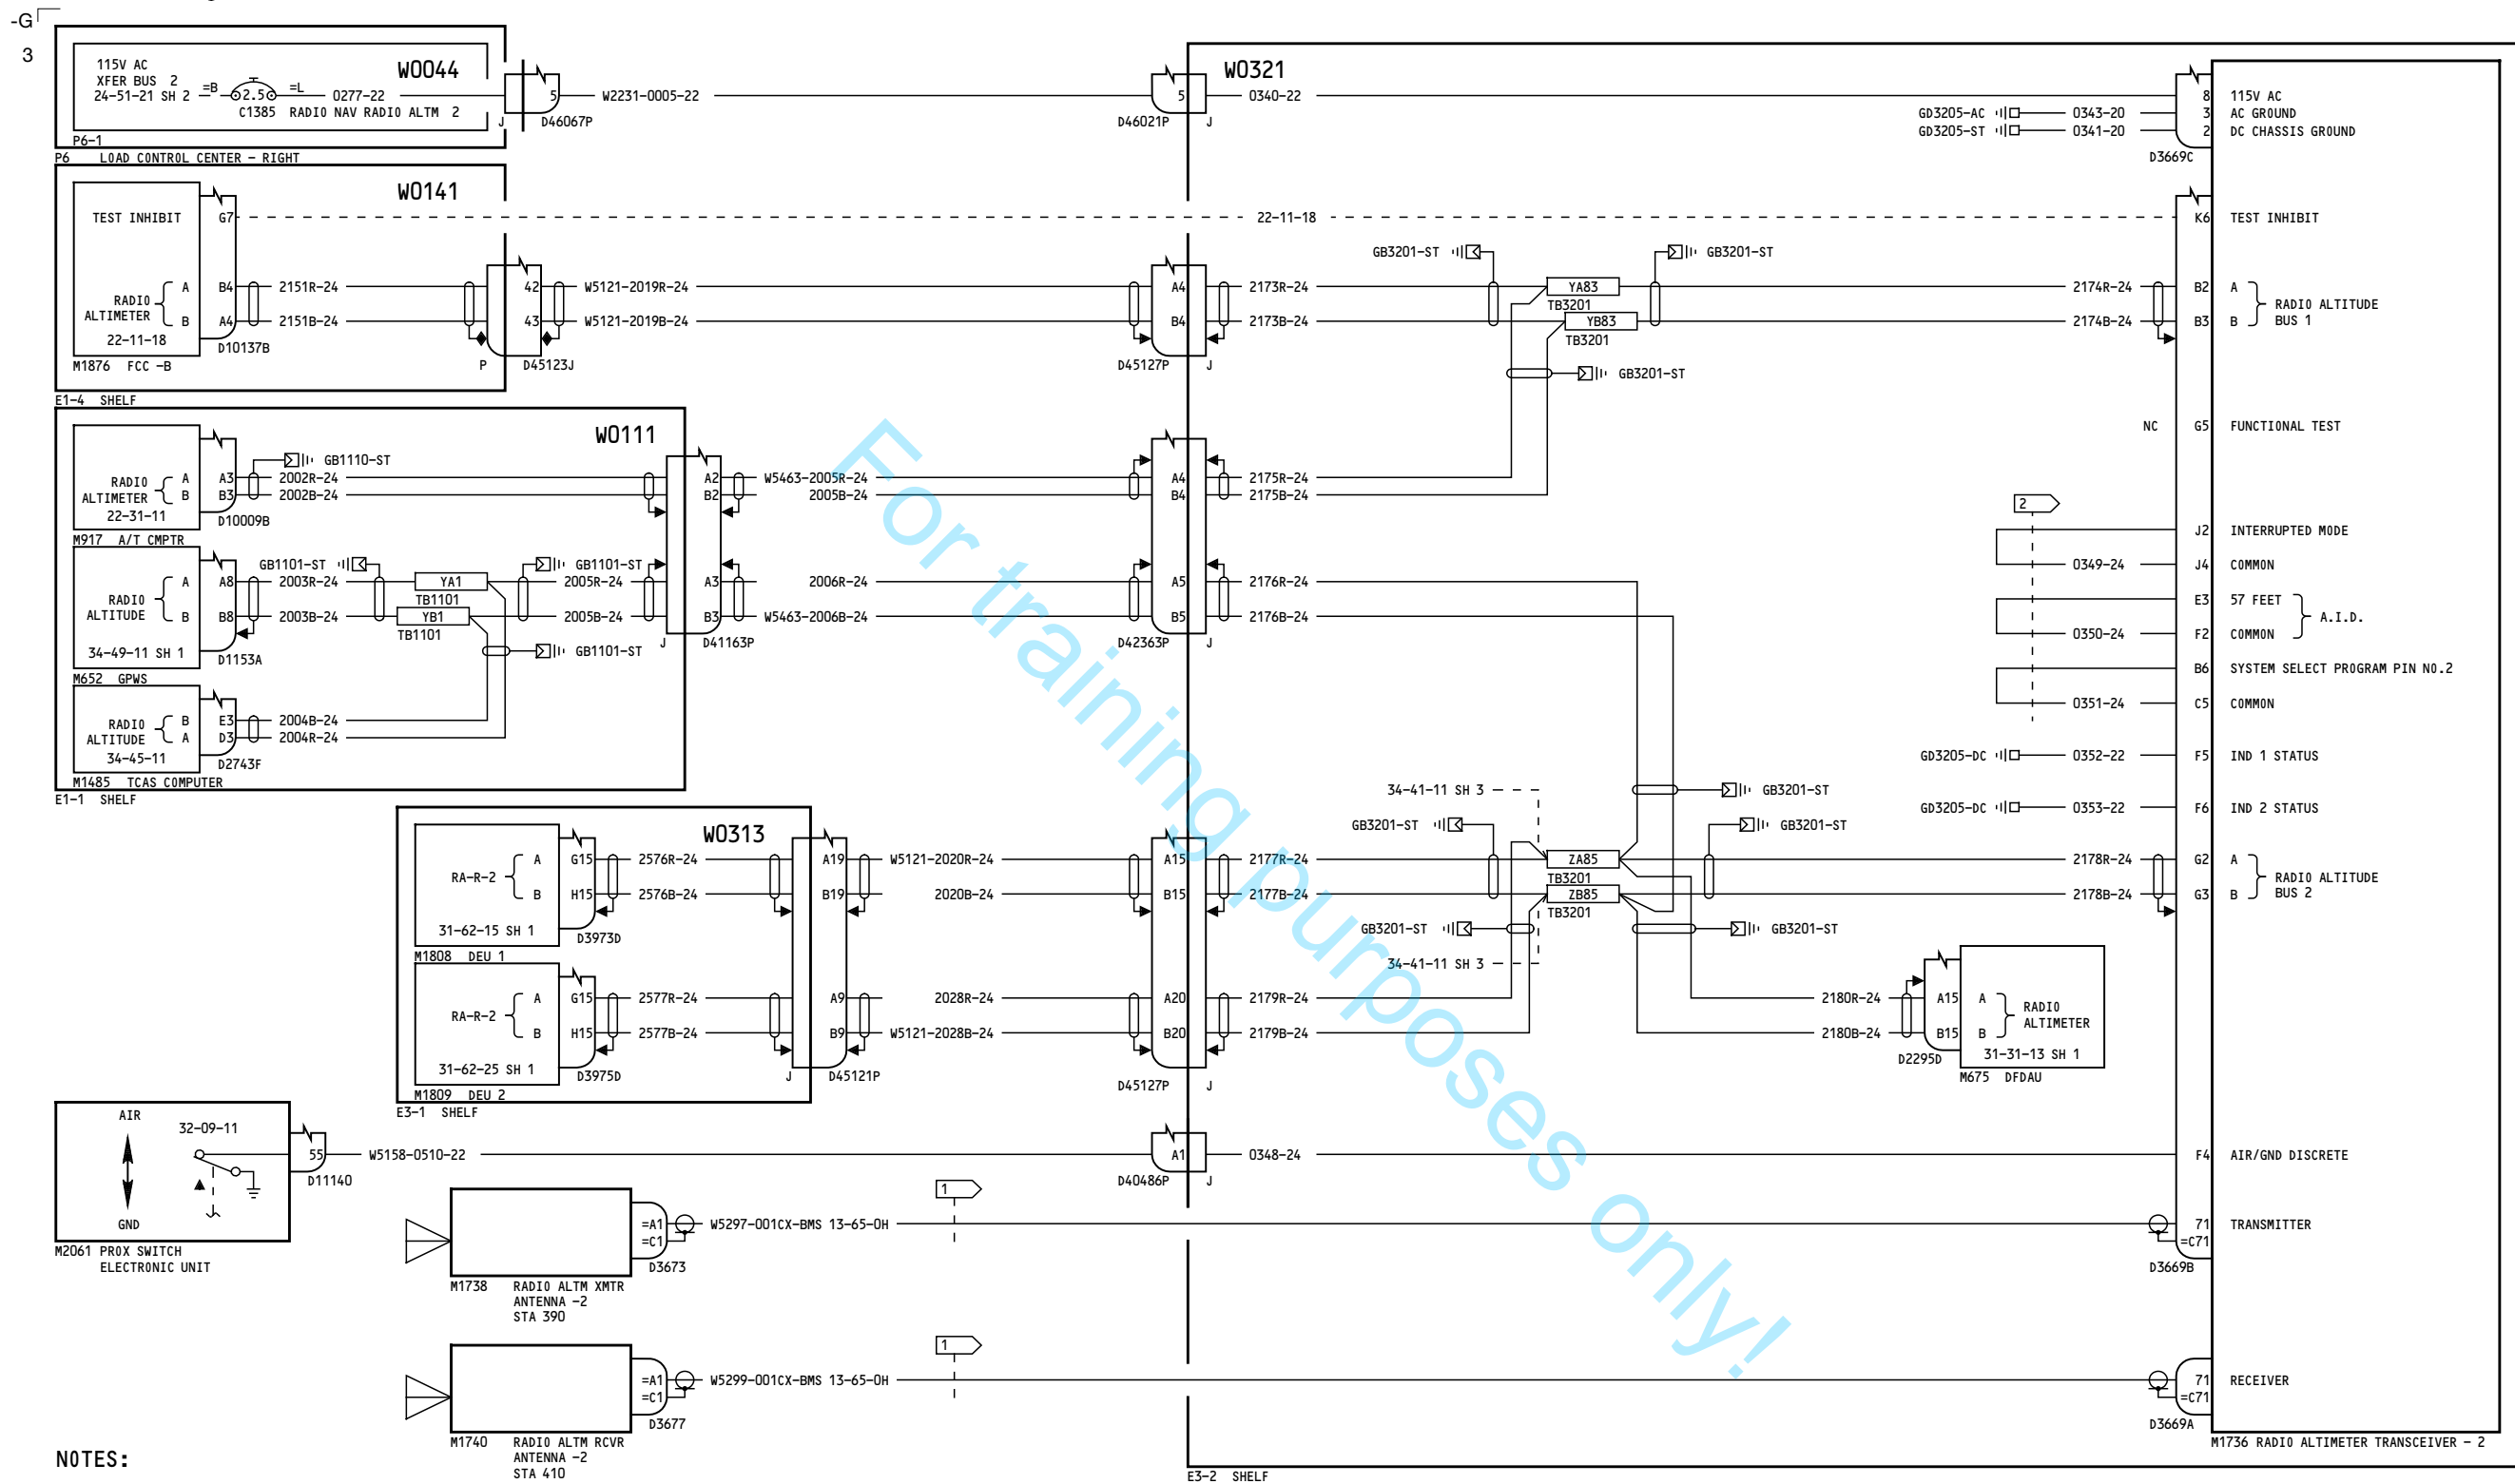 -G
3
115V AC
XFER BUS 2
24-51-21 SH 2
=B
2.5
=L
0277-22
C1385 RADIO NAV RADIO ALTM 2
W0044
P6-1
P6 LOAD CONTROL CENTER - RIGHT
J
5
D46067P
W2231-0005-22
5
D46021P
J
W0321
0340-22
GD3205-AC
0343-20
GD3205-ST
0341-20
8 115V AC
3 AC GROUND
2 DC CHASSIS GROUND
D3669C
W0141
TEST INHIBIT G7
22-11-18
K6 TEST INHIBIT
RADIO
ALTIMETER
A B4 2151R-24
B A4 2151B-24
22-11-18
D10137B
M1876 FCC -B
E1-4 SHELF
42 W5121-2019R-24
43 W5121-2019B-24
P
D45123J
A4 2173R-24
B4 2173B-24
D45127P
J
GB3201-ST
GB3201-ST
YA83
TB3201
YB83
TB3201
GB3201-ST
2174R-24 B2 A
2174B-24 B3 B
RADIO ALTITUDE
BUS 1
W0111
RADIO
ALTIMETER
A A3 2002R-24
B B3 2002B-24
GB1110-ST
22-31-11
D10009B
M917 A/T CMPTR
A2 W5463-2005R-24
B2 2005B-24
A4 2175R-24
B4 2175B-24
NC G5 FUNCTIONAL TEST
2
J2 INTERRUPTED MODE
0349-24 J4 COMMON
E3 57 FEET
A.I.D.
0350-24 F2 COMMON
B6 SYSTEM SELECT PROGRAM PIN NO.2
0351-24 C5 COMMON
GB1101-ST
GB1101-ST
RADIO
ALTITUDE
A A8 2003R-24
YA1
TB1101
2005R-24
B B8 2003B-24
YB1
TB1101
2005B-24
GB1101-ST
34-49-11 SH 1
D1153A
M652 GPWS
A3 2006R-24
B3 W5463-2006B-24
J
D41163P
A5 2176R-24
B5 2176B-24
D42363P
J
RADIO
ALTITUDE
B E3 2004B-24
A D3 2004R-24
34-45-11
D2743F
M1485 TCAS COMPUTER
E1-1 SHELF
GD3205-DC 0352-22 F5 IND 1 STATUS
GD3205-DC 0353-22 F6 IND 2 STATUS
34-41-11 SH 3
GB3201-ST
GB3201-ST
GB3201-ST
W0313
RA-R-2
A G15 2576R-24
B H15 2576B-24
31-62-15 SH 1
D3973D
M1808 DEU 1
A19 W5121-2020R-24
B19 2020B-24
A15 2177R-24
B15 2177B-24
ZA85
TB3201
ZB85
TB3201
2178R-24 G2 A
2178B-24 G3 B
RADIO ALTITUDE
BUS 2
GB3201-ST
GB3201-ST
34-41-11 SH 3
RA-R-2
A G15 2577R-24
B H15 2577B-24
31-62-25 SH 1
D3975D
M1809 DEU 2
E3-1 SHELF
A9 2028R-24
B9 W5121-2028B-24
J
D45121P
A20 2179R-24
B20 2179B-24
D45127P
J
2180R-24 A15 A
2180B-24 B15 B
RADIO
ALTIMETER
31-31-13 SH 1
D2295D
M675 DFDAU
AIR
32-09-11
GND
55
D11140
M2061 PROX SWITCH
ELECTRONIC UNIT
W5158-0510-22
A1
D40486P
J
0348-24
F4 AIR/GND DISCRETE
1
=A1
=C1
D3673
W5297-001CX-BMS 13-65-0H
M1738 RADIO ALTM XMTR
ANTENNA -2
STA 390
71 TRANSMITTER
=C71
D3669B
1
=A1
=C1
D3677
W5299-001CX-BMS 13-65-0H
M1740 RADIO ALTM RCVR
ANTENNA -2
STA 410
71 RECEIVER
=C71
D3669A
M1736 RADIO ALTIMETER TRANSCEIVER - 2
E3-2 SHELF
NOTES:
For training purposes only!